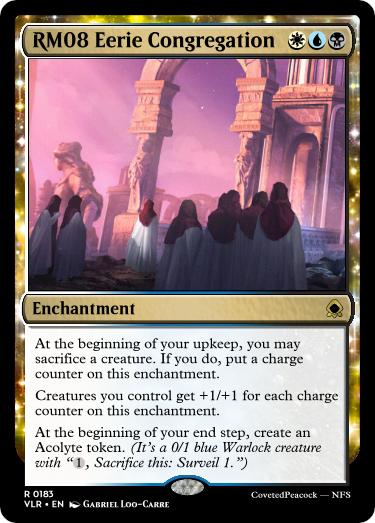 RM08 Eerie Congregation
Enchantment
At the beginning of your upkeep, you may
sacrifice a creature. If you do, put a charge
counter on this enchantment.
Creatures you control get +1/+1 for each charge
counter on this enchantment.
At the beginning of your end step, create an
Acolyte token. (It's a 0/1 blue Warlock creature
with "1, Sacrifice this: Surveil 1.")
R 0183
VLR • EN Gabriel Loo-Carre
CovetedPeacock — NFS